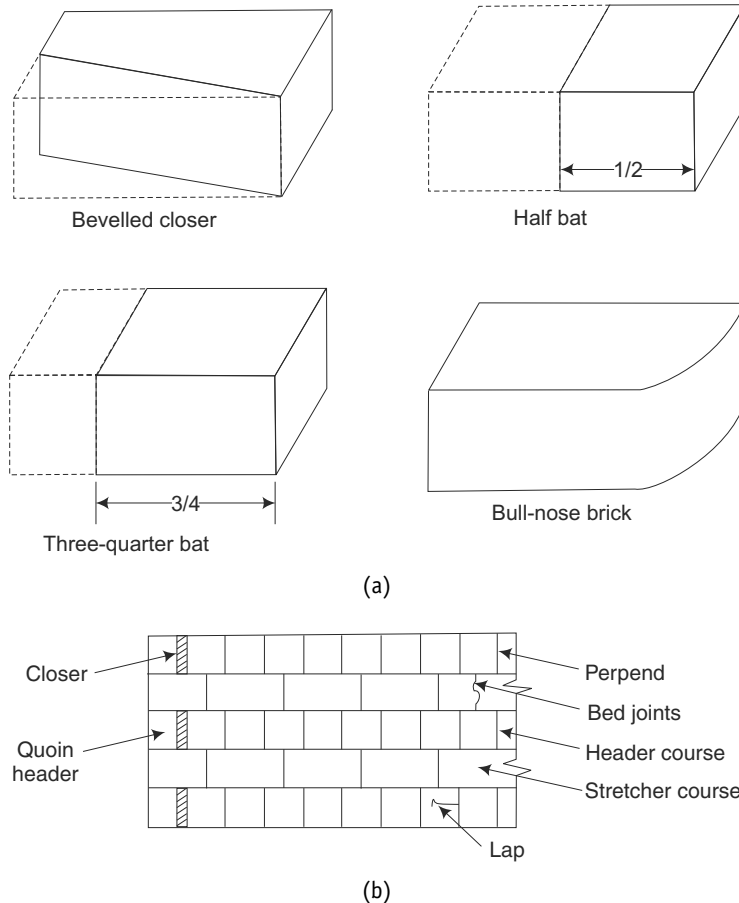 1/2
Bevelled closer
Half bat
3/4
Three-quarter bat
Bull-nose brick
(a)
Closer
Perpend
Bed joints
Quoin
header
Header course
Stretcher course
Lap
(b)